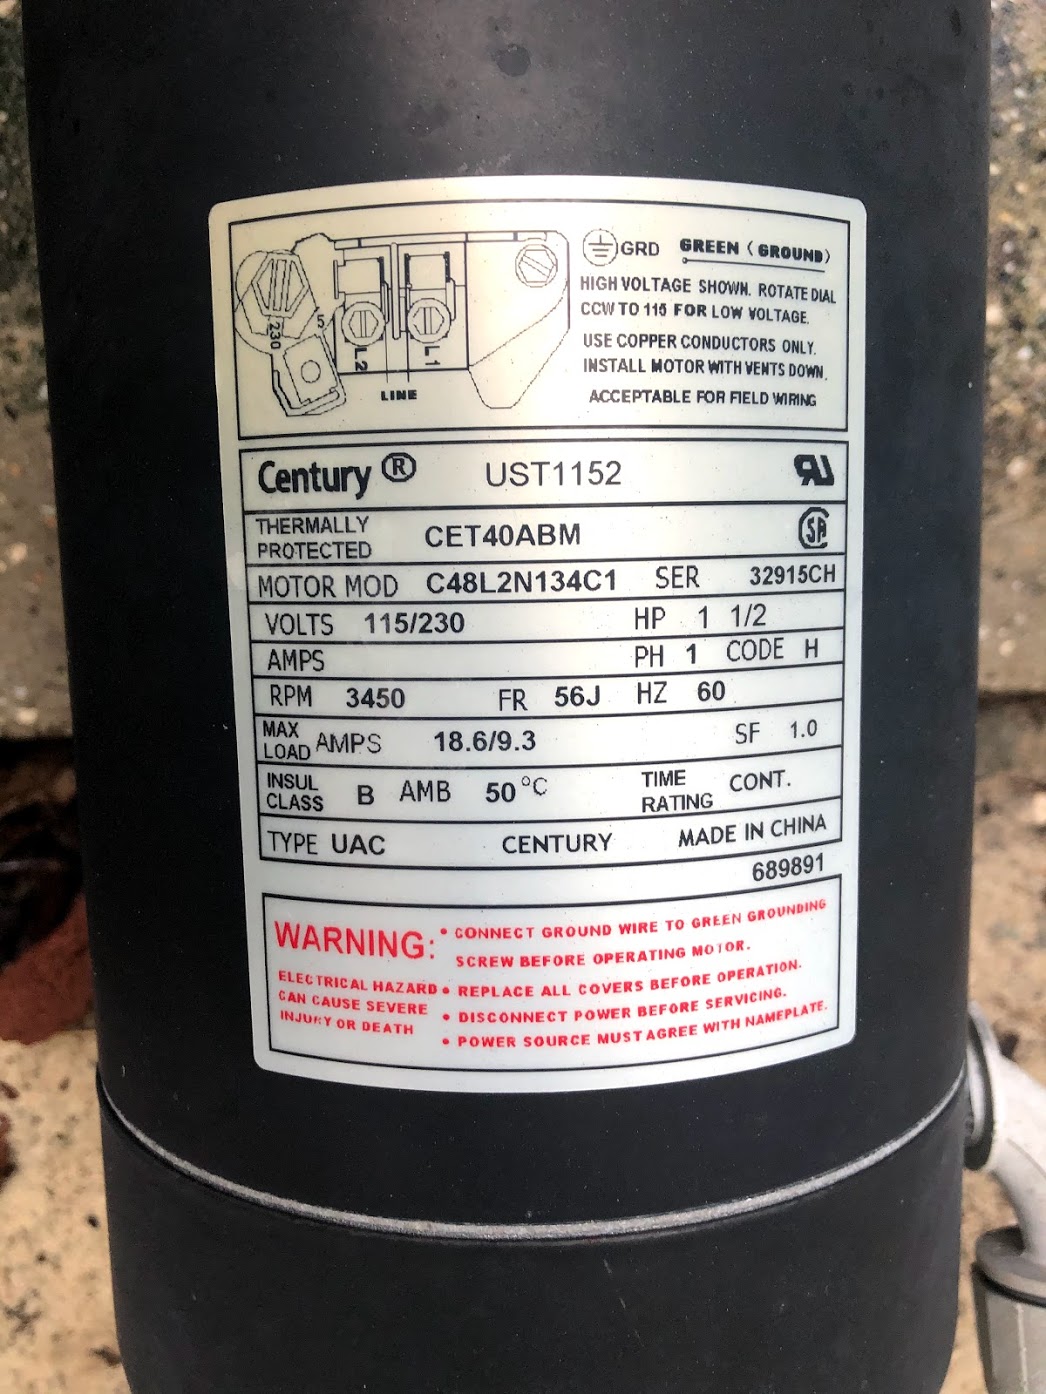 GRD GREEN (GROUND)
HIGH VOLTAGE SHOWN. ROTATE DIAL
CCW TO 115 FOR LOW VOLTAGE.
USE COPPER CONDUCTORS ONLY.
INSTALL MOTOR WITH VENTS DOWN.
ACCEPTABLE FOR FIELD WIRING
230
5
L2
L1
LINE
Century ® UST1152
THERMALLY
PROTECTED CET40ABM
MOTOR MOD C48L2N134C1 SER 32915CH
VOLTS 115/230 HP 1 1/2
AMPS PH 1 CODE H
RPM 3450 FR 56J HZ 60
MAX
LOAD AMPS 18.6/9.3 SF 1.0
INSUL
CLASS B AMB 50°C TIME
RATING CONT.
TYPE UAC CENTURY MADE IN CHINA
689891
WARNING:
ELECTRICAL HAZARD
CAN CAUSE SEVERE
INJURY OR DEATH
• CONNECT GROUND WIRE TO GREEN GROUNDING
SCREW BEFORE OPERATING MOTOR.
• REPLACE ALL COVERS BEFORE OPERATION.
• DISCONNECT POWER BEFORE SERVICING.
• POWER SOURCE MUST AGREE WITH NAMEPLATE.